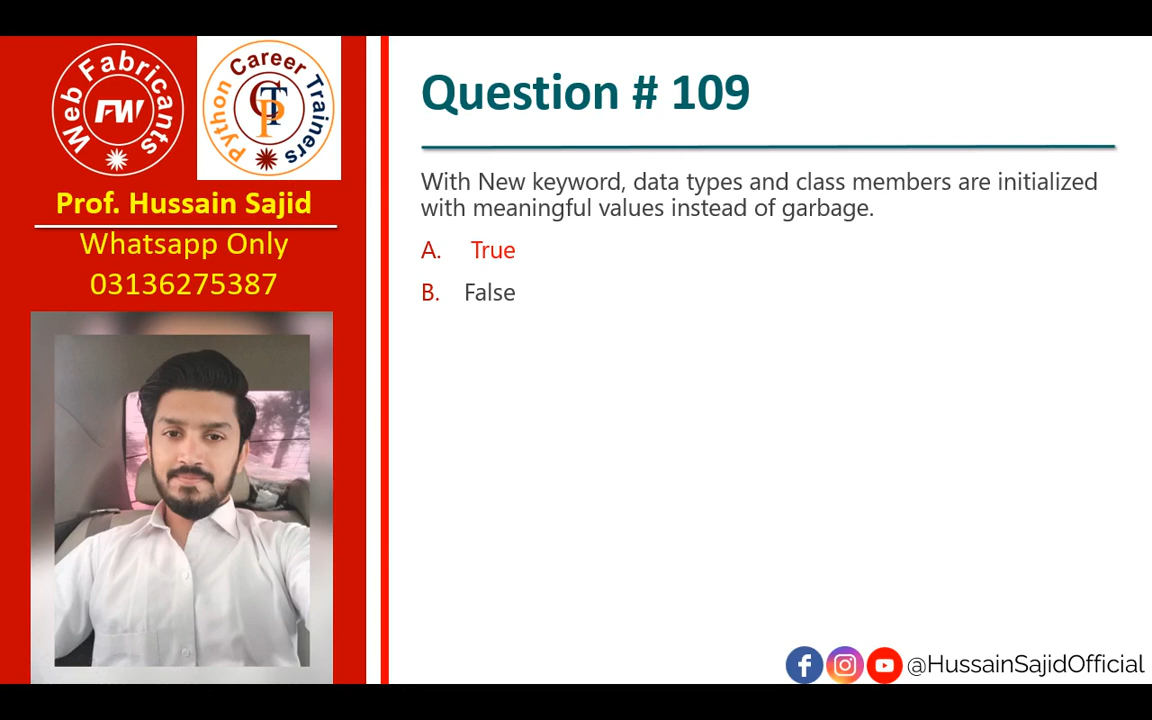 Web Fabricants
FW
Python Career Trainers
CTP
Prof. Hussain Sajid
Whatsapp Only
03136275387
Question # 109
With New keyword, data types and class members are initialized
with meaningful values instead of garbage.
A. True
B. False
@HussainSajidOfficial